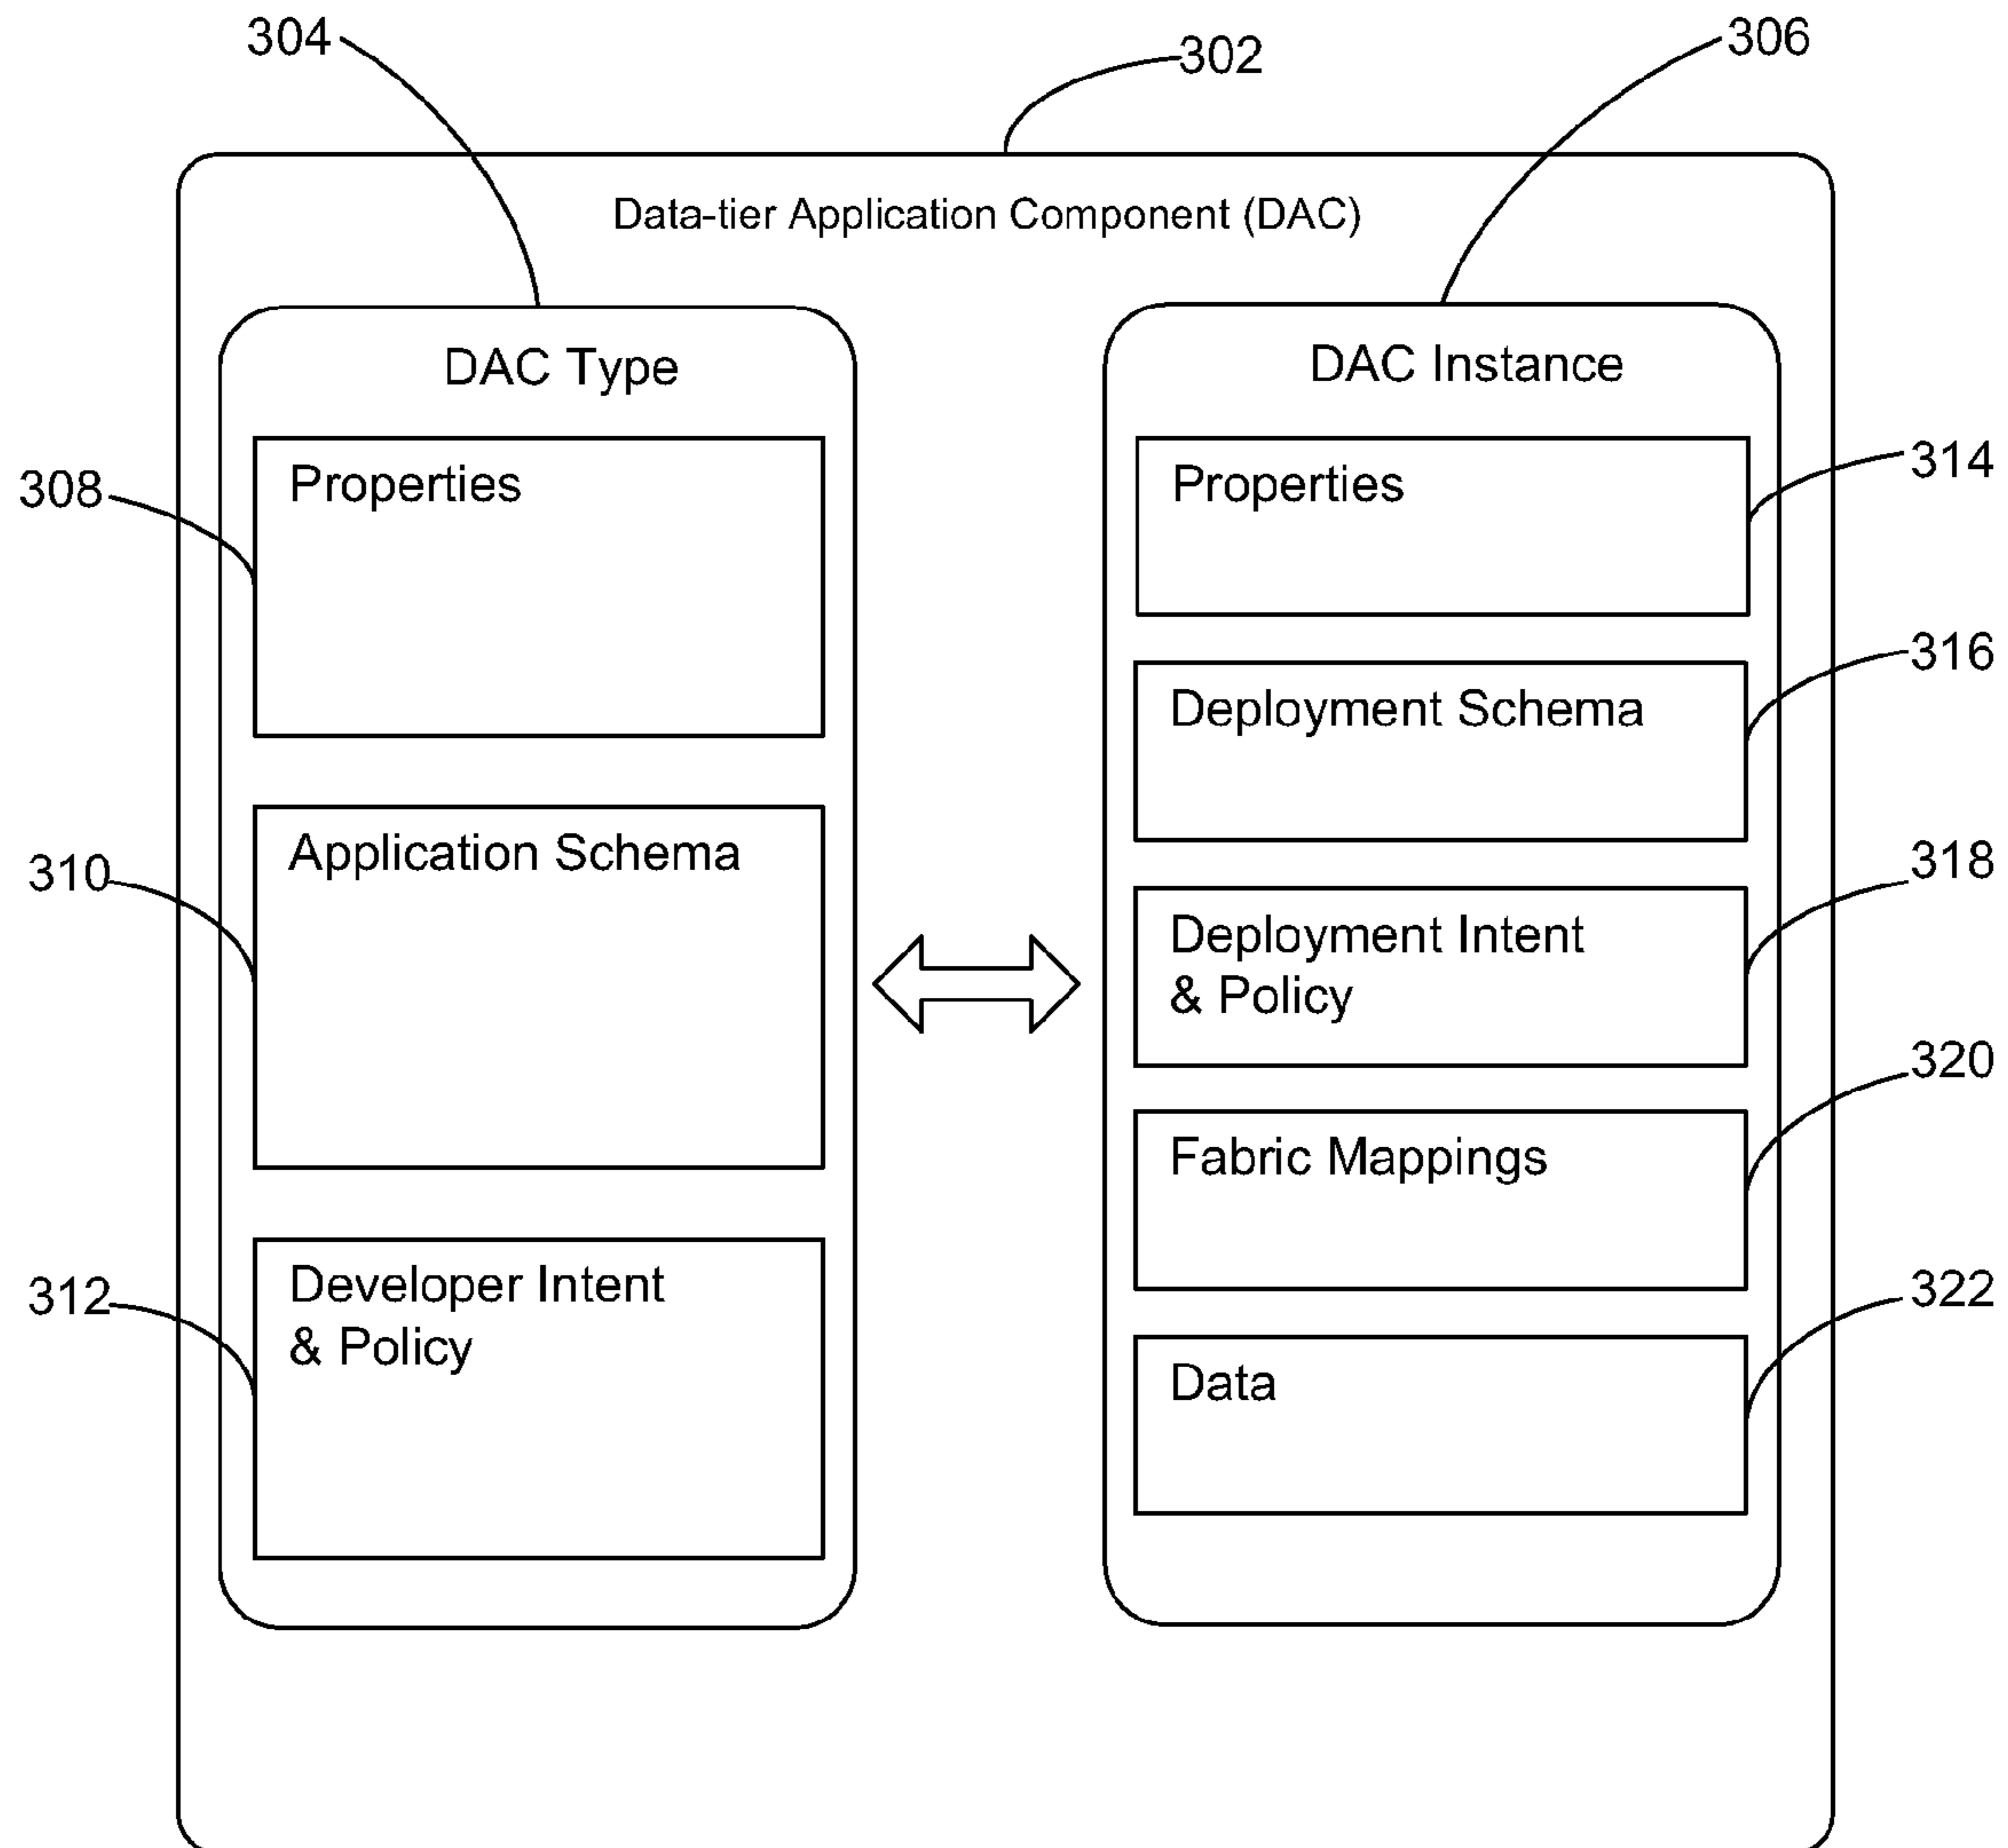 304
302
306
Data-tier Application Component (DAC)
DAC Type
DAC Instance
308
Properties
Properties
314
Deployment Schema
316
310
Application Schema
Deployment Intent
& Policy
318
Fabric Mappings
320
312
Developer Intent
& Policy
Data
322